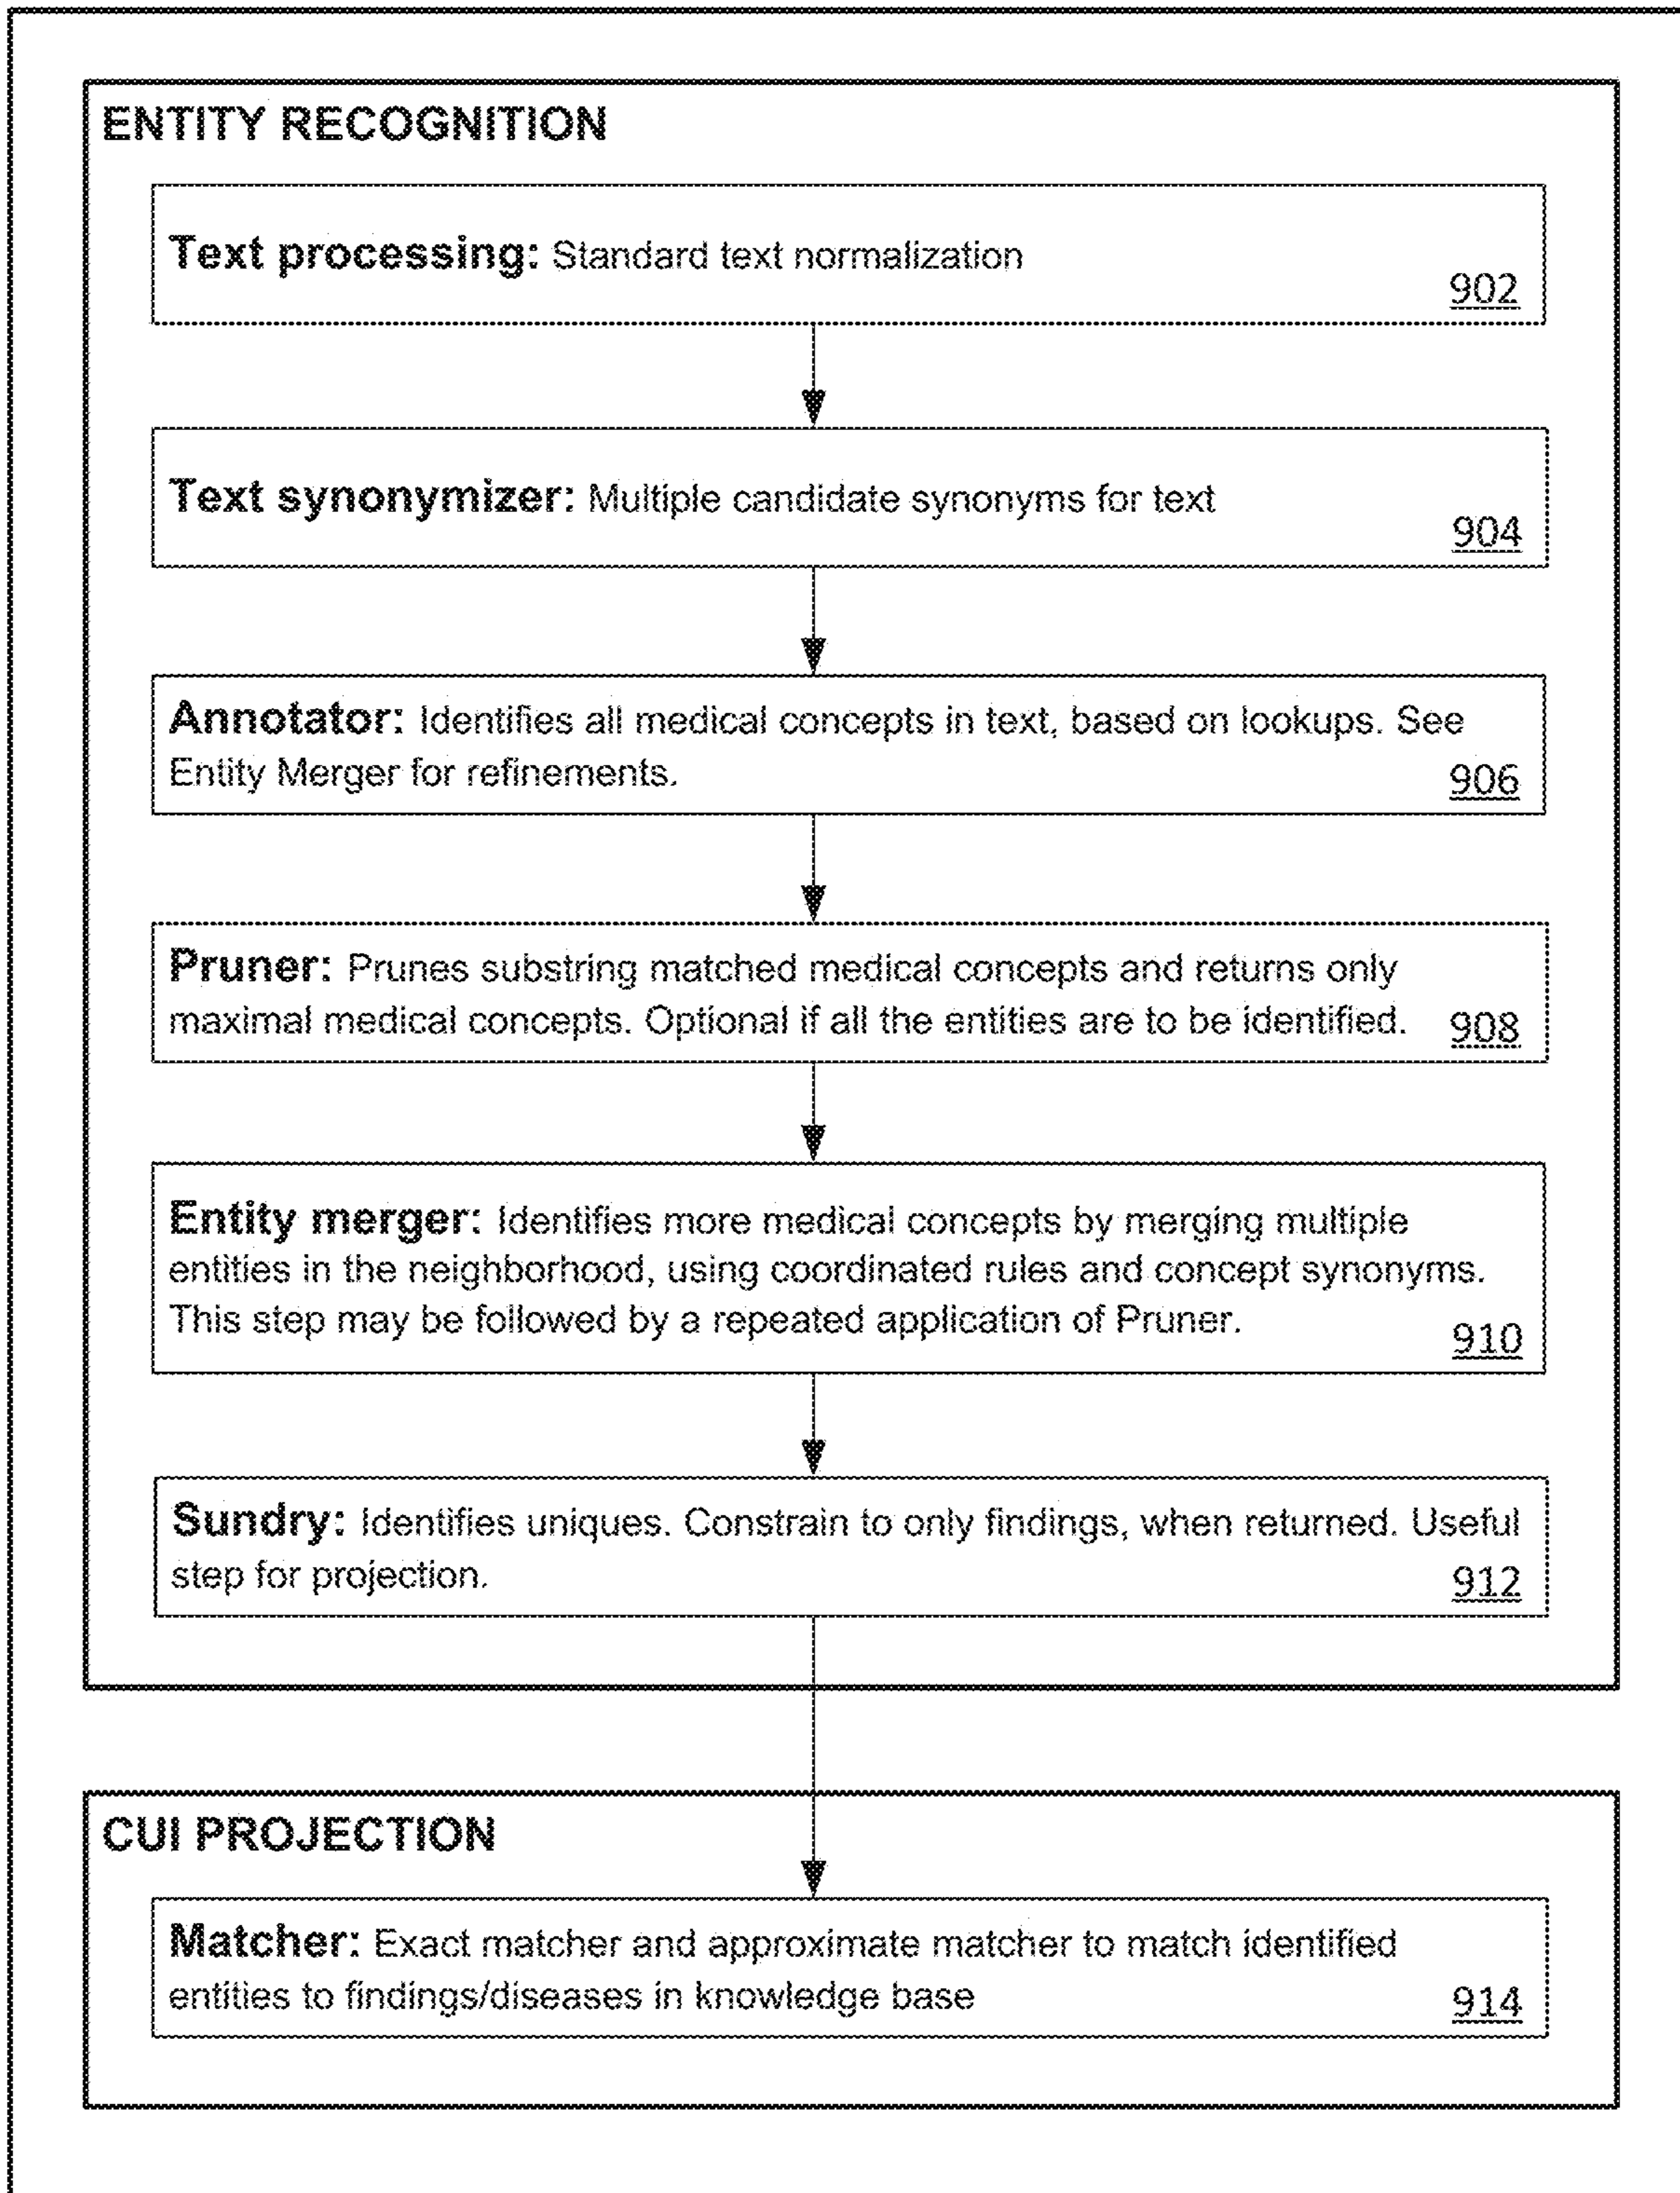 ENTITY RECOGNITION
Text processing: Standard text normalization
902
Text synonymizer: Multiple candidate synonyms for text
904
Annotator: Identifies all medical concepts in text, based on lookups. See
Entity Merger for refinements.
906
Pruner: Prunes substring matched medical concepts and returns only
maximal medical concepts. Optional if all the entities are to be identified.
908
Entity merger: Identifies more medical concepts by merging multiple
entities in the neighborhood, using coordinated rules and concept synonyms.
This step may be followed by a repeated application of Pruner.
910
Sundry: Identifies uniques. Constrain to only findings, when returned. Useful
step for projection.
912
CUI PROJECTION
Matcher: Exact matcher and approximate matcher to match identified
entities to findings/diseases in knowledge base
914